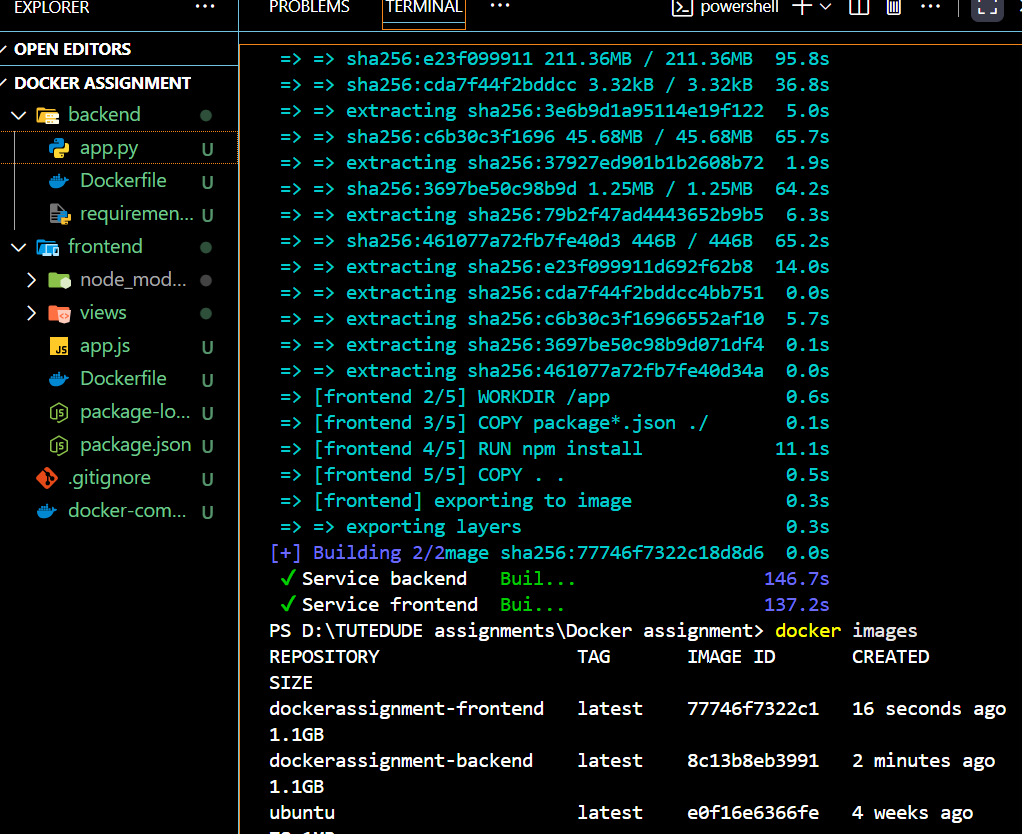 EXPLORER
···
OPEN EDITORS
DOCKER ASSIGNMENT
backend
app.py U
Dockerfile U
requiremen... U
frontend
node_mod...
views
app.js U
Dockerfile U
package-lo... U
package.json U
.gitignore U
docker-com... U
PROBLEMS TERMINAL ··· powershell ···
=> => sha256:e23f099911 211.36MB / 211.36MB 95.8s
=> => sha256:cda7f44f2bddcc 3.32kB / 3.32kB 36.8s
=> => extracting sha256:3e6b9d1a95114e19f122 5.0s
=> => sha256:c6b30c3f1696 45.68MB / 45.68MB 65.7s
=> => extracting sha256:37927ed901b1b2608b72 1.9s
=> => sha256:3697be50c98b9d 1.25MB / 1.25MB 64.2s
=> => extracting sha256:79b2f47ad4443652b9b5 6.3s
=> => sha256:461077a72fb7fe40d3 446B / 446B 65.2s
=> => extracting sha256:e23f099911d692f62b8 14.0s
=> => extracting sha256:cda7f44f2bddcc4bb751 0.0s
=> => extracting sha256:c6b30c3f16966552af10 5.7s
=> => extracting sha256:3697be50c98b9d071df4 0.1s
=> => extracting sha256:461077a72fb7fe40d34a 0.0s
=> [frontend 2/5] WORKDIR /app 0.6s
=> [frontend 3/5] COPY package*.json ./ 0.1s
=> [frontend 4/5] RUN npm install 11.1s
=> [frontend 5/5] COPY . . 0.5s
=> [frontend] exporting to image 0.3s
=> => exporting layers 0.3s
[+] Building 2/2mage sha256:77746f7322c18d8d6 0.0s
✓ Service backend Buil... 146.7s
✓ Service frontend Bui... 137.2s
PS D:\TUTEDUDE assignments\Docker assignment> docker images
REPOSITORY TAG IMAGE ID CREATED
SIZE
dockerassignment-frontend latest 77746f7322c1 16 seconds ago
1.1GB
dockerassignment-backend latest 8c13b8eb3991 2 minutes ago
1.1GB
ubuntu latest e0f16e6366fe 4 weeks ago